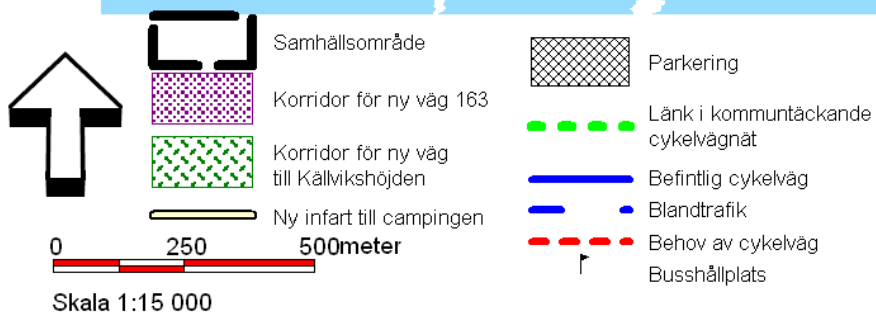 Samhällsområde
Korridor för ny väg 163
Korridor för ny väg
till Källvikshöjden
Ny infart till campingen
0 250 500meter
Skala 1:15 000
Parkering
Länk i kommuntäckande
cykelvägnät
Befintlig cykelväg
Blandtrafik
Behov av cykelväg
Busshållplats